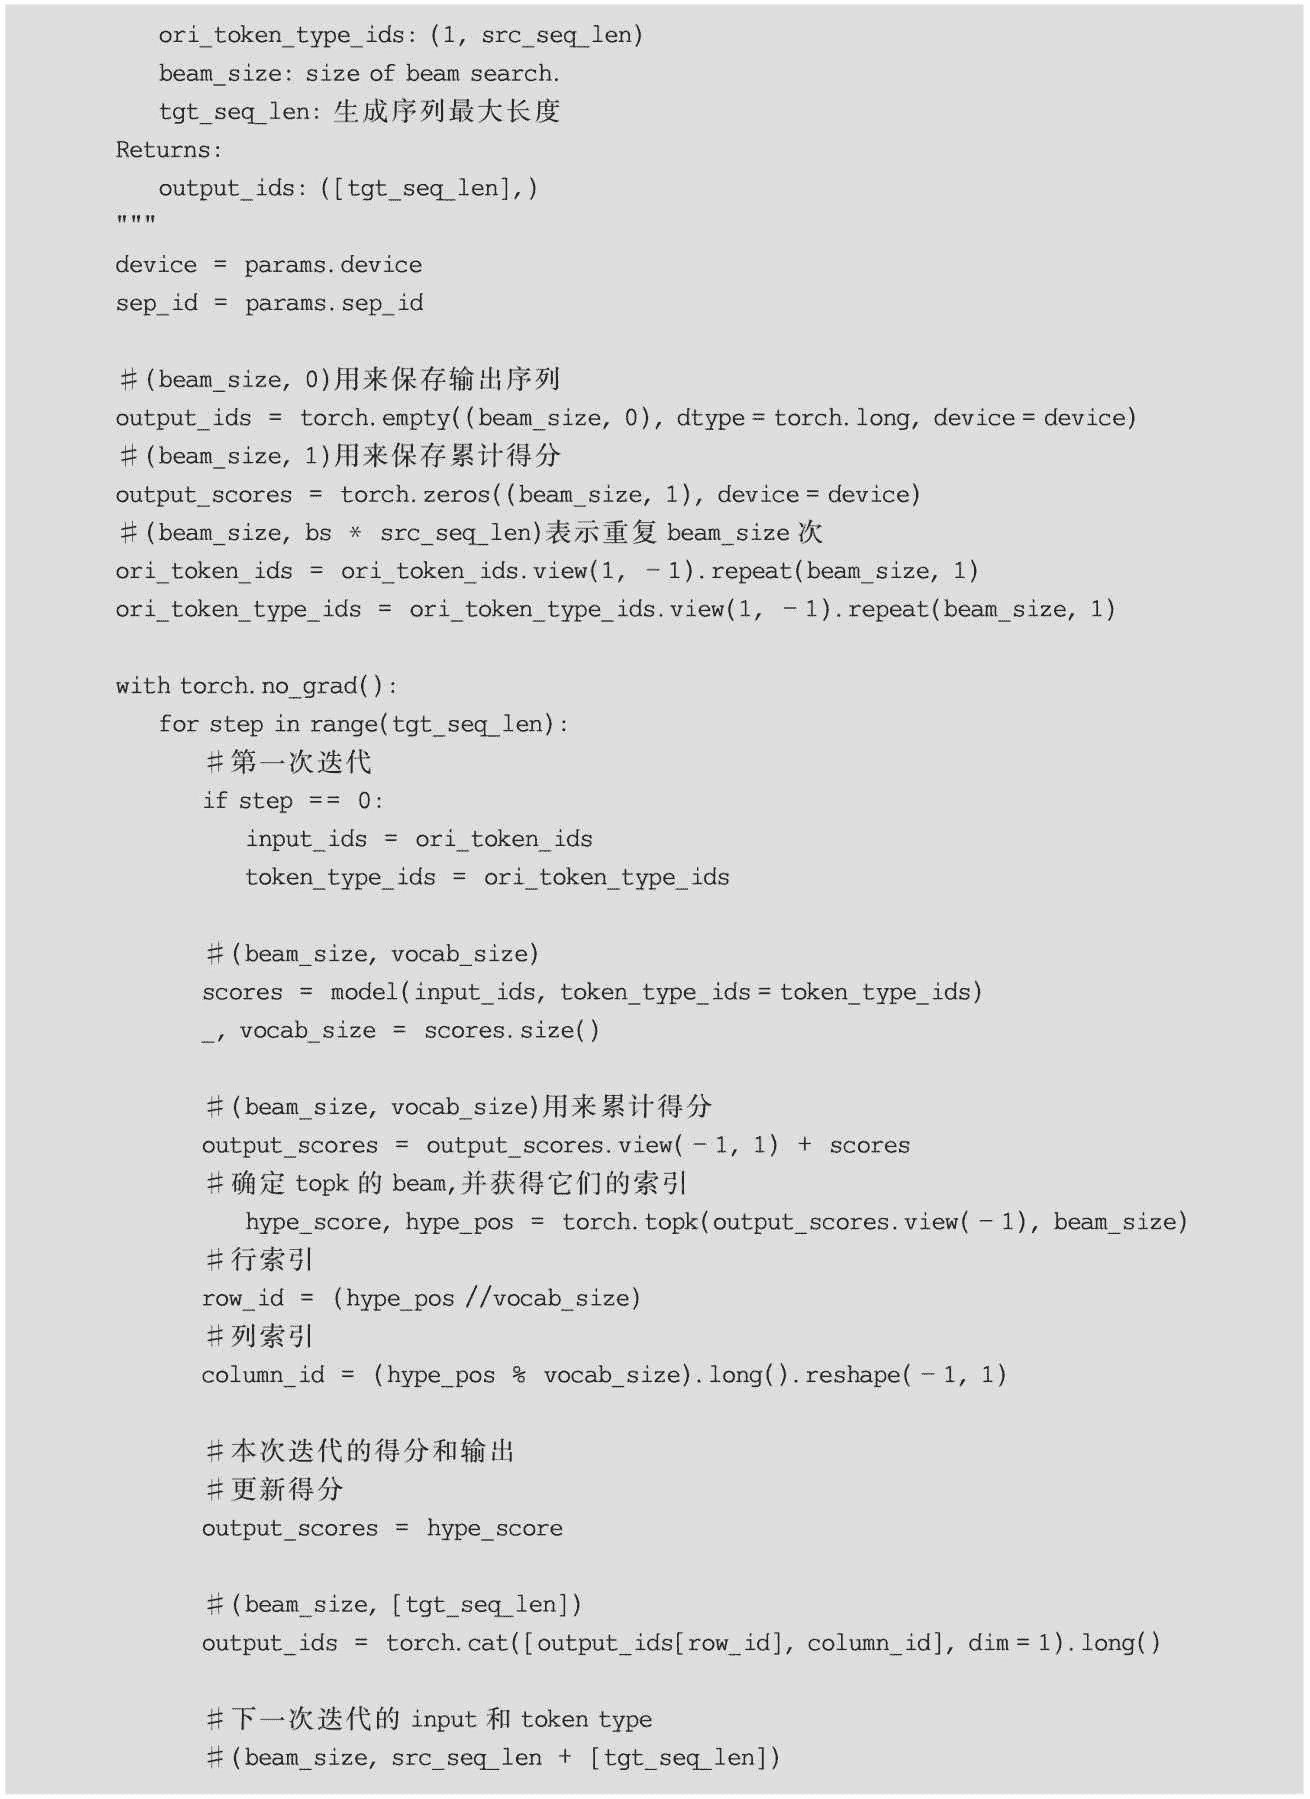 ori_token_type_ids: (1, src_seq_len)
beam_size: size of beam search.
tgt_seq_len: 生成序列最大长度
Returns:
output_ids: ([tgt_seq_len],)
"""
device = params.device
sep_id = params.sep_id
#(beam_size, 0)用来保存输出序列
output_ids = torch.empty((beam_size, 0), dtype=torch.long, device=device)
#(beam_size, 1)用来保存累计得分
output_scores = torch.zeros((beam_size, 1), device=device)
#(beam_size, bs * src_seq_len)表示重复 beam_size 次
ori_token_ids = ori_token_ids.view(1, -1).repeat(beam_size, 1)
ori_token_type_ids = ori_token_type_ids.view(1, -1).repeat(beam_size, 1)
with torch.no_grad():
for step in range(tgt_seq_len):
#第一次迭代
if step == 0:
input_ids = ori_token_ids
token_type_ids = ori_token_type_ids
#(beam_size, vocab_size)
scores = model(input_ids, token_type_ids=token_type_ids)
_, vocab_size = scores.size()
#(beam_size, vocab_size)用来累计得分
output_scores = output_scores.view(-1, 1) + scores
#确定 topk 的 beam,并获得它们的索引
hype_score, hype_pos = torch.topk(output_scores.view(-1), beam_size)
#行索引
row_id = (hype_pos //vocab_size)
#列索引
column_id = (hype_pos % vocab_size).long().reshape(-1, 1)
#本次迭代的得分和输出
#更新得分
output_scores = hype_score
#(beam_size, [tgt_seq_len])
output_ids = torch.cat([output_ids[row_id], column_id], dim=1).long()
#下一次迭代的 input 和 token type
#(beam_size, src_seq_len + [tgt_seq_len])